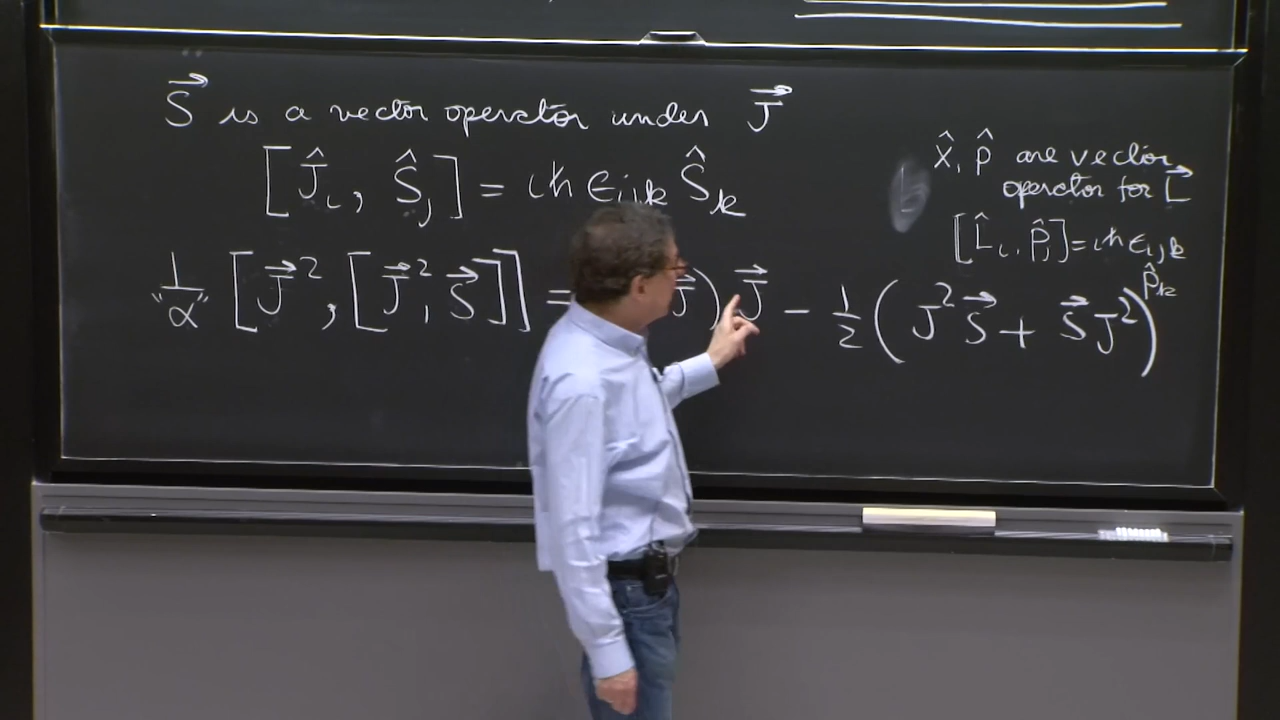 S⃗ is a vector operator under J⃗
[Ĵᵢ, Ŝⱼ] = iħ ϵᵢⱼₖ Ŝₖ
1/"α" [J⃗², [J⃗², S⃗]] = J⃗) J⃗ − 1/2 (J²S⃗ + S⃗J²)
X̂, P̂ are vector
operator for L⃗
[L̂ᵢ, P̂ⱼ] = iħ ϵᵢⱼₖ
P̂ₖ